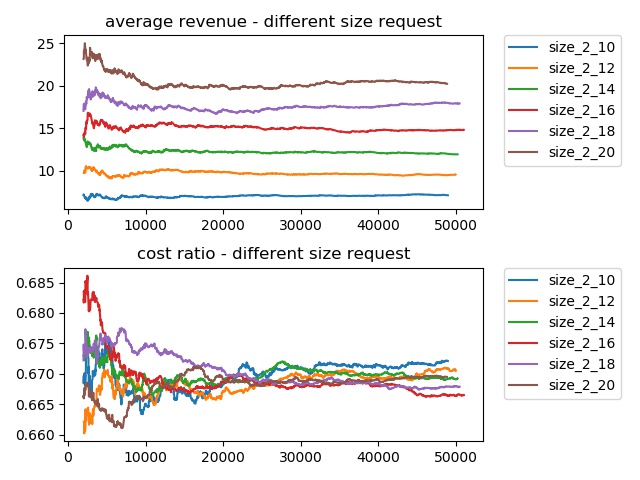 average revenue - different size request
25
20
15
10
0
10000
20000
30000
40000
50000
size_2_10
size_2_12
size_2_14
size_2_16
size_2_18
size_2_20
cost ratio - different size request
0.685
0.680
0.675
0.670
0.665
0.660
0
10000
20000
30000
40000
50000
size_2_10
size_2_12
size_2_14
size_2_16
size_2_18
size_2_20